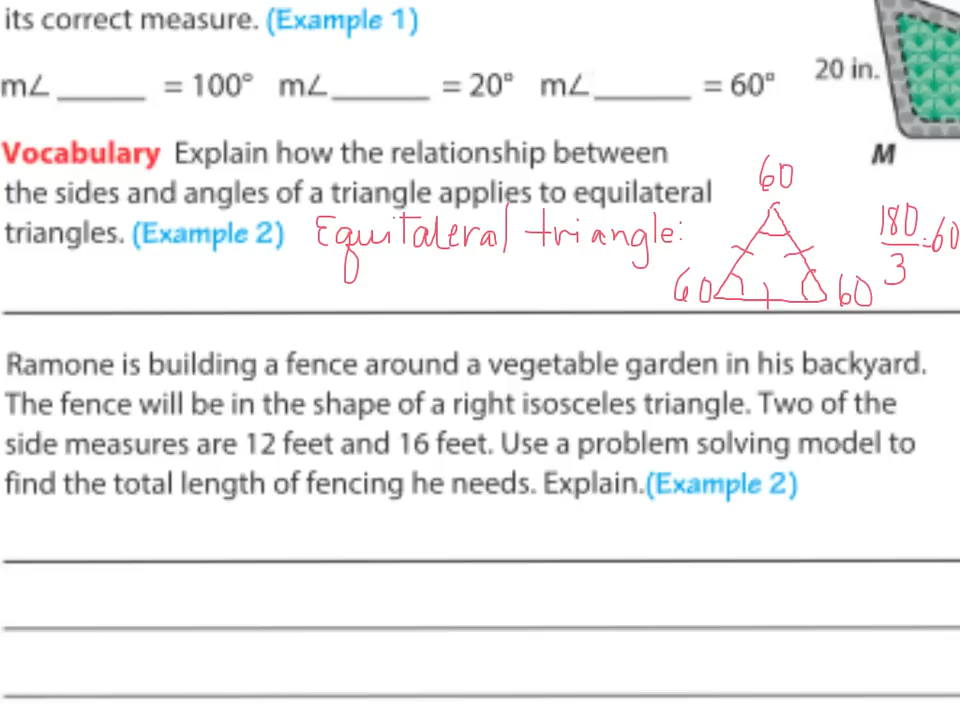 its correct measure. (Example 1)
m∠ ______ = 100° m∠ ______ = 20° m∠ ______ = 60°
20 in.
M
Vocabulary Explain how the relationship between
the sides and angles of a triangle applies to equilateral
triangles. (Example 2)
Equitaleral triangle:
60
60
60
180
3
=60
Ramone is building a fence around a vegetable garden in his backyard.
The fence will be in the shape of a right isosceles triangle. Two of the
side measures are 12 feet and 16 feet. Use a problem solving model to
find the total length of fencing he needs. Explain.(Example 2)